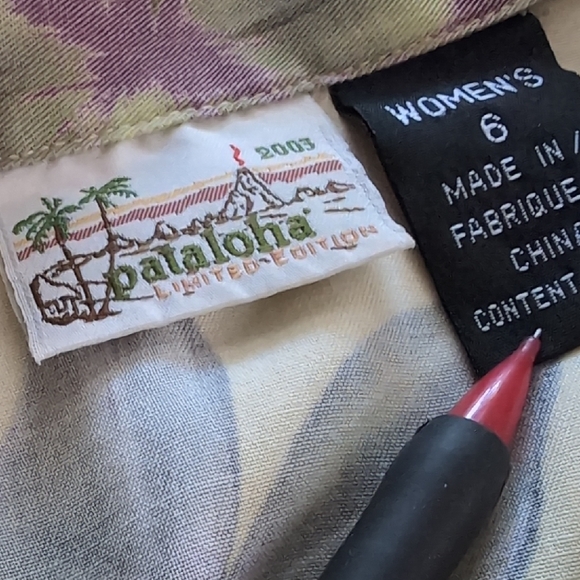 2003
pataloha
LIMITED EDITION
WOMEN'S
6
MADE IN /
FABRIQUE
CHINA
CONTENT